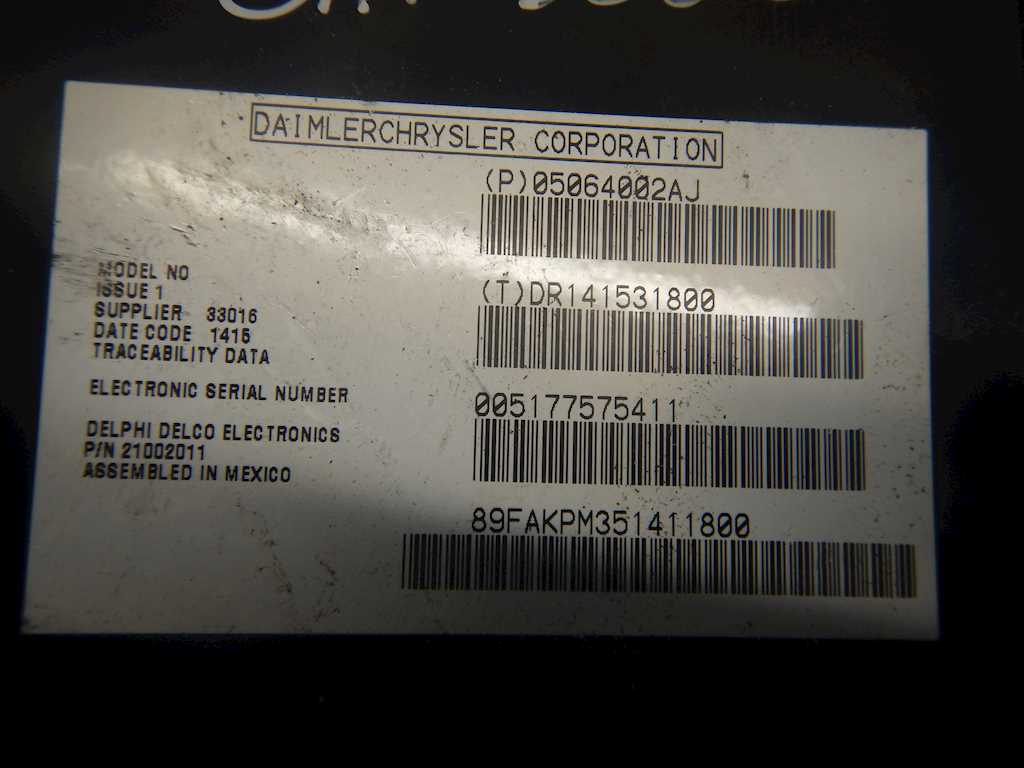 DAIMLERCHRYSLER CORPORATION
(P)05064002AJ
MODEL NO
ISSUE 1
SUPPLIER 33016
DATE CODE 1415
TRACEABILITY DATA
(T)DR141531800
ELECTRONIC SERIAL NUMBER
005177575411
DELPHI DELCO ELECTRONICS
P/N 21002011
ASSEMBLED IN MEXICO
89FAKPM351411800